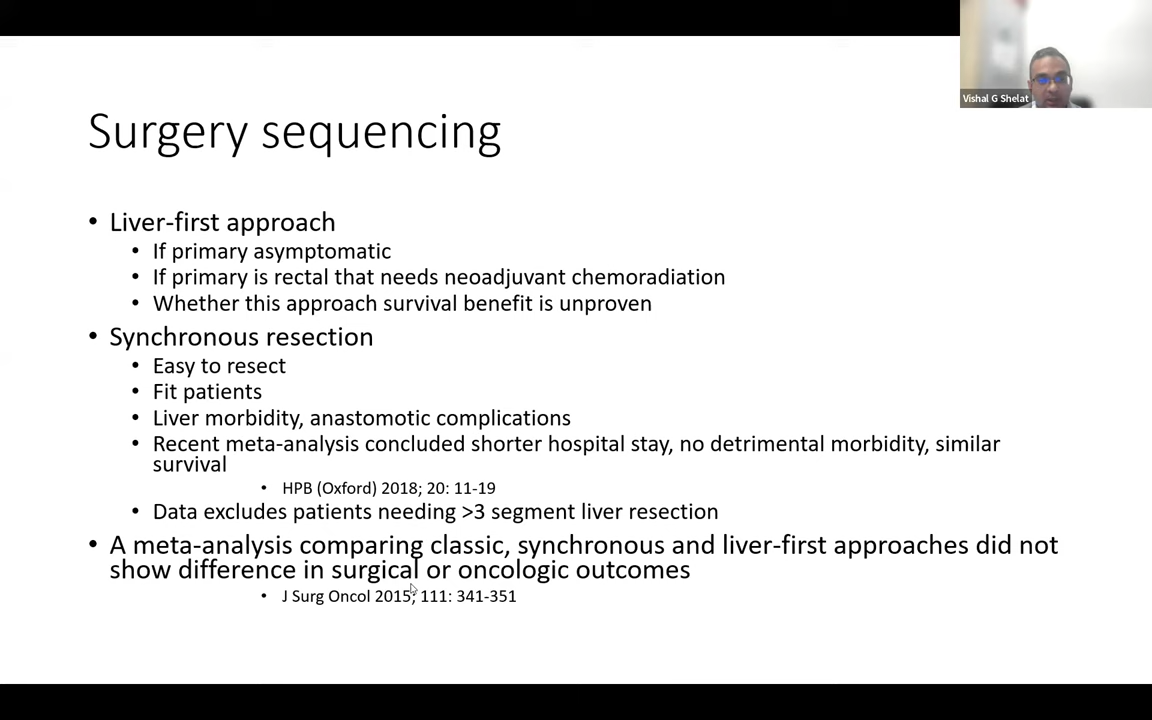 Vishal G Shelat
Surgery sequencing
• Liver-first approach
• If primary asymptomatic
• If primary is rectal that needs neoadjuvant chemoradiation
• Whether this approach survival benefit is unproven
• Synchronous resection
• Easy to resect
• Fit patients
• Liver morbidity, anastomotic complications
• Recent meta-analysis concluded shorter hospital stay, no detrimental morbidity, similar
survival
• HPB (Oxford) 2018; 20: 11-19
• Data excludes patients needing >3 segment liver resection
• A meta-analysis comparing classic, synchronous and liver-first approaches did not
show difference in surgical or oncologic outcomes
• J Surg Oncol 2015; 111: 341-351